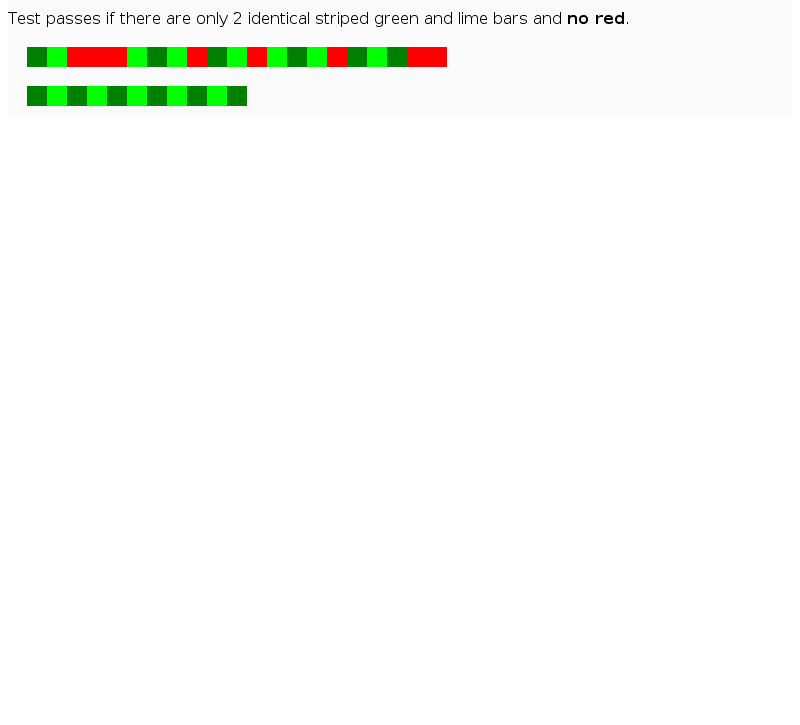 Test passes if there are only 2 identical striped green and lime bars and no red.